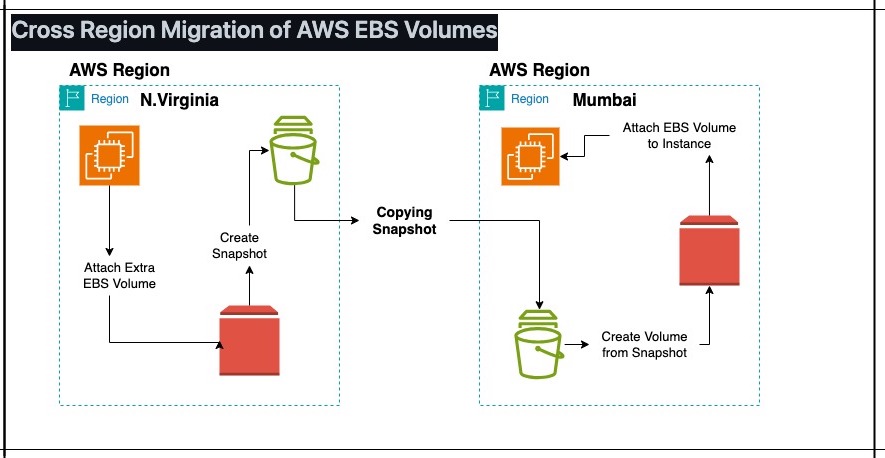 Cross Region Migration of AWS EBS Volumes
AWS Region
Region N.Virginia
Attach Extra
EBS Volume
Create
Snapshot
Copying
Snapshot
AWS Region
Region Mumbai
Attach EBS Volume
to Instance
Create Volume
from Snapshot